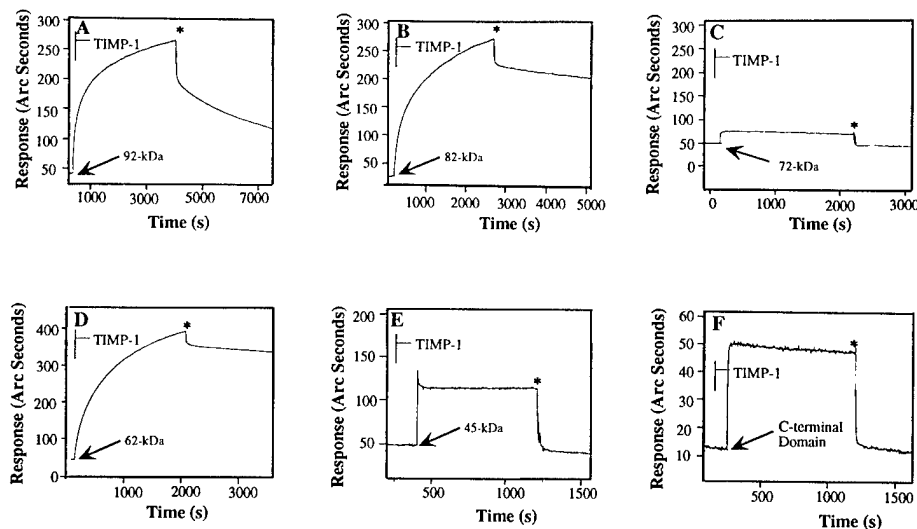 A
TIMP-1
*
92-kDa
Response (Arc Seconds)
300
250
200
150
100
50
1000 3000 5000 7000
Time (s)
B
TIMP-1
*
82-kDa
Response (Arc Seconds)
300
250
200
150
100
50
0 1000 2000 3000 4000 5000
Time (s)
C
TIMP-1
*
72-kDa
Response (Arc Seconds)
300
250
200
150
100
50
0
0 1000 2000 3000
Time (s)
D
TIMP-1
*
62-kDa
Response (Arc Seconds)
400
300
200
100
0
1000 2000 3000
Time (s)
E
TIMP-1
*
45-kDa
Response (Arc Seconds)
200
150
100
50
500 1000 1500
Time (s)
F
TIMP-1
*
C-terminal
Domain
Response (Arc Seconds)
60
50
40
30
20
10
500 1000 1500
Time (s)